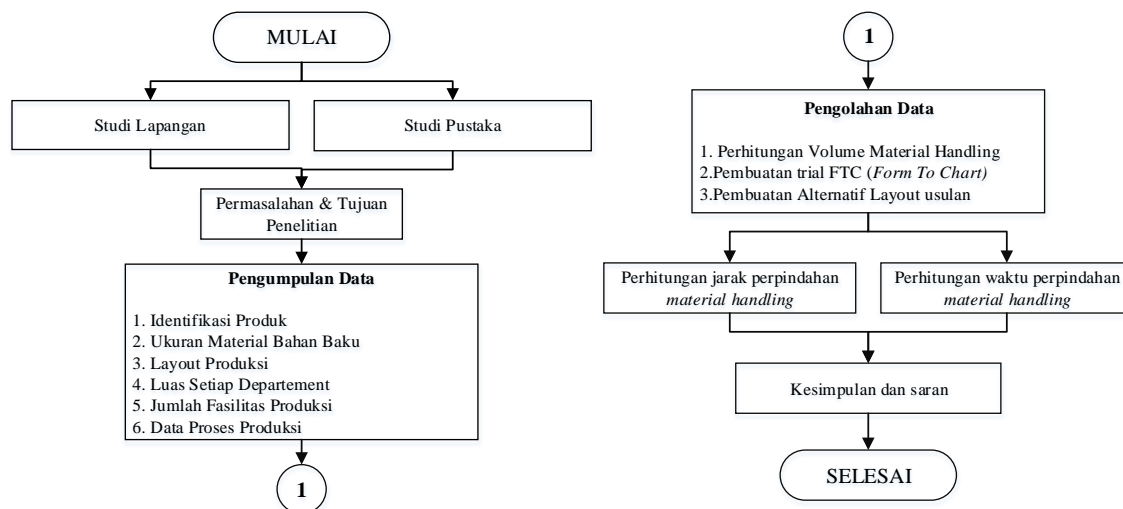 MULAI
Studi Lapangan
Studi Pustaka
Permasalahan & Tujuan
Penelitian
Pengumpulan Data
1. Identifikasi Produk
2. Ukuran Material Bahan Baku
3. Layout Produksi
4. Luas Setiap Departement
5. Jumlah Fasilitas Produksi
6. Data Proses Produksi
1
1
Pengolahan Data
1. Perhitungan Volume Material Handling
2.Pembuatan trial FTC (Form To Chart)
3.Pembuatan Alternatif Layout usulan
Perhitungan jarak perpindahan
material handling
Perhitungan waktu perpindahan
material handling
Kesimpulan dan saran
SELESAI